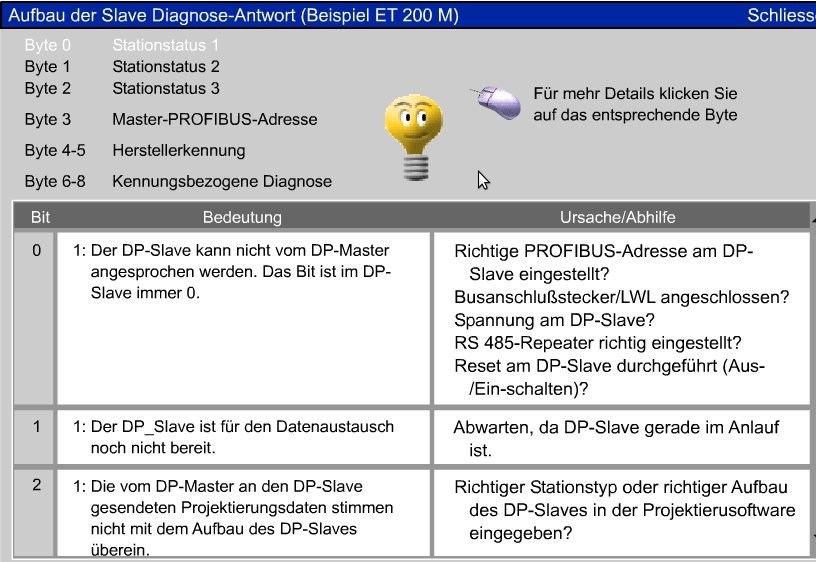 Aufbau der Slave Diagnose-Antwort (Beispiel ET 200 M) Schliess
Byte 0 Stationstatus 1
Byte 1 Stationstatus 2
Byte 2 Stationstatus 3
Byte 3 Master-PROFIBUS-Adresse
Byte 4-5 Herstellerkennung
Byte 6-8 Kennungsbezogene Diagnose
Für mehr Details klicken Sie
auf das entsprechende Byte
Bit Bedeutung Ursache/Abhilfe
0
1: Der DP-Slave kann nicht vom DP-Master
angesprochen werden. Das Bit ist im DP-
Slave immer 0.
Richtige PROFIBUS-Adresse am DP-
Slave eingestellt?
Busanschlußstecker/LWL angeschlossen?
Spannung am DP-Slave?
RS 485-Repeater richtig eingestellt?
Reset am DP-Slave durchgeführt (Aus-
/Ein-schalten)?
1
1: Der DP_Slave ist für den Datenaustausch
noch nicht bereit.
Abwarten, da DP-Slave gerade im Anlauf
ist.
2
1: Die vom DP-Master an den DP-Slave
gesendeten Projektierungsdaten stimmen
nicht mit dem Aufbau des DP-Slaves
überein.
Richtiger Stationstyp oder richtiger Aufbau
des DP-Slaves in der Projektierusoftware
eingegeben?